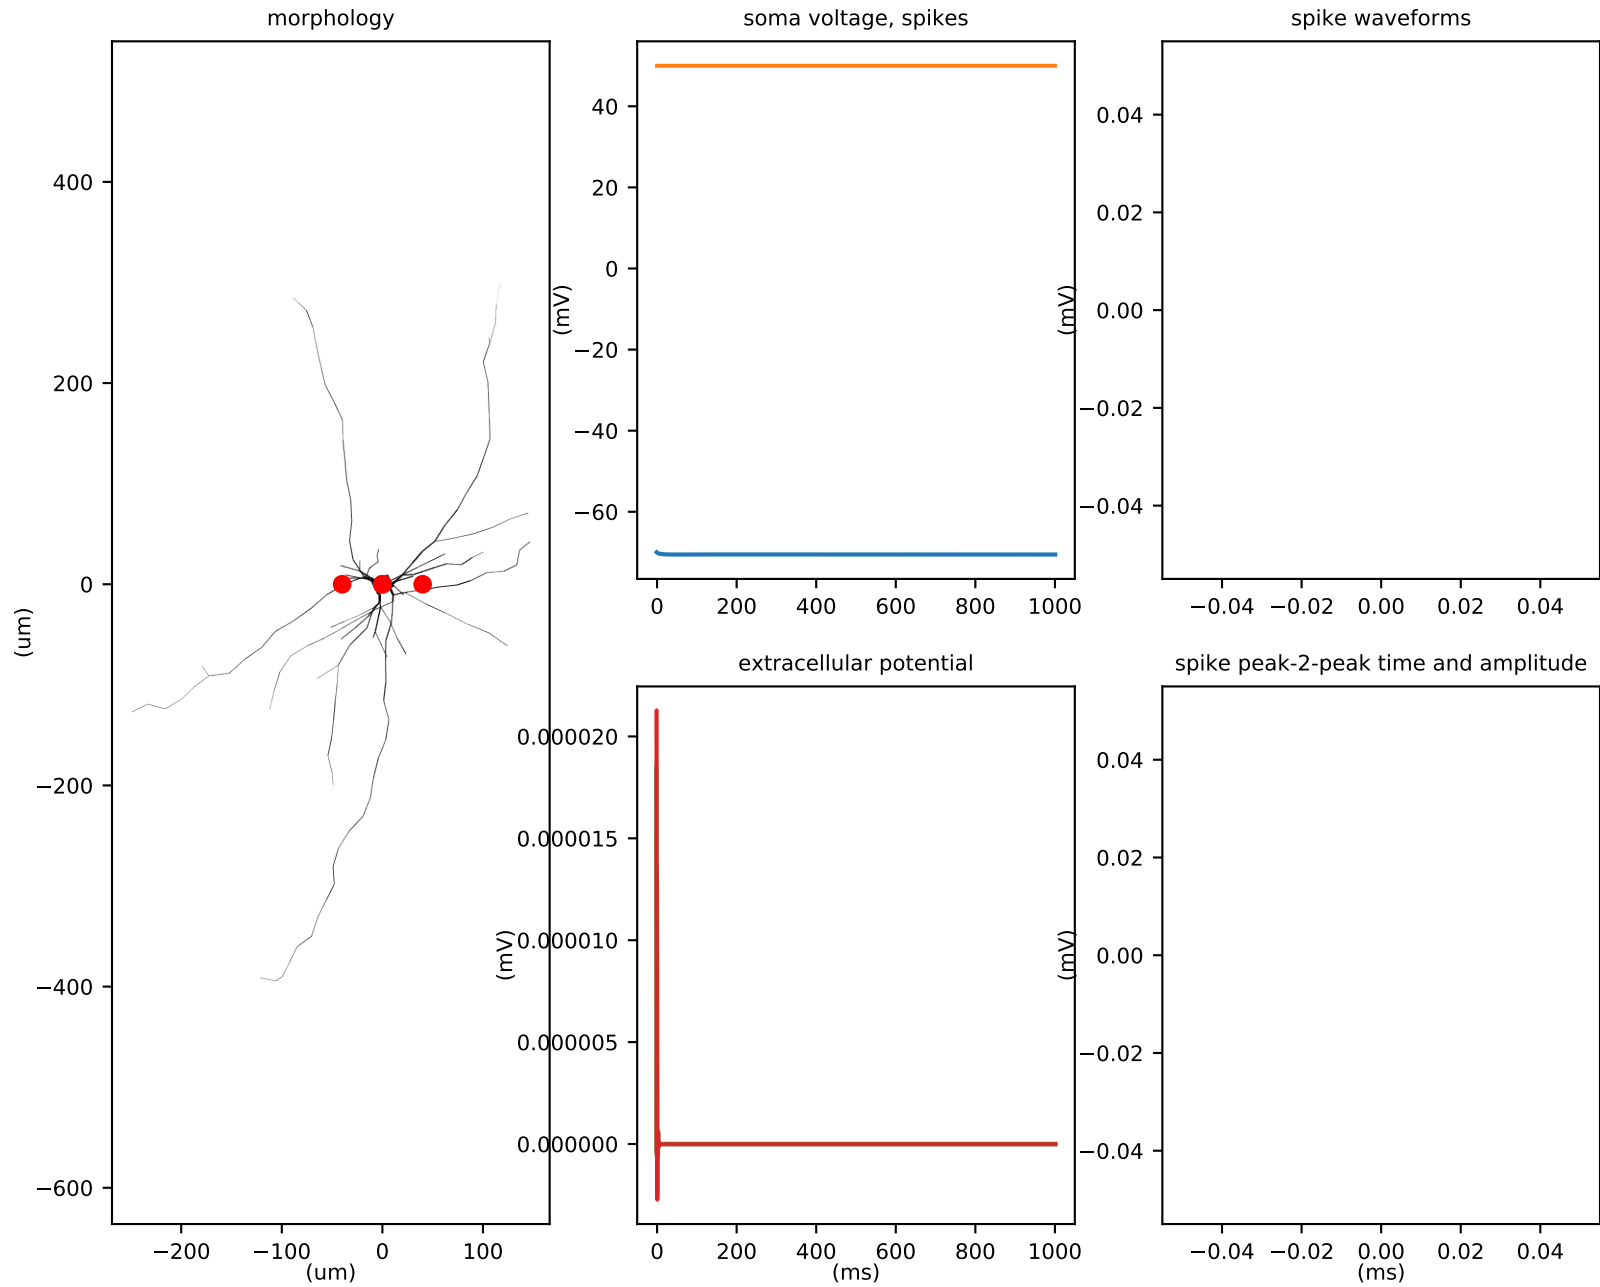 morphology
400
200
0
−200
−400
−600
(um)
−200 −100 0 100
(um)
soma voltage, spikes
40
20
0
−20
−40
−60
(mV)
0 200 400 600 800 1000
extracellular potential
0.000020
0.000015
0.000010
0.000005
0.000000
(mV)
0 200 400 600 800 1000
(ms)
spike waveforms
0.04
0.02
0.00
−0.02
−0.04
(mV)
−0.04 −0.02 0.00 0.02 0.04
spike peak-2-peak time and amplitude
0.04
0.02
0.00
−0.02
−0.04
(mV)
−0.04 −0.02 0.00 0.02 0.04
(ms)